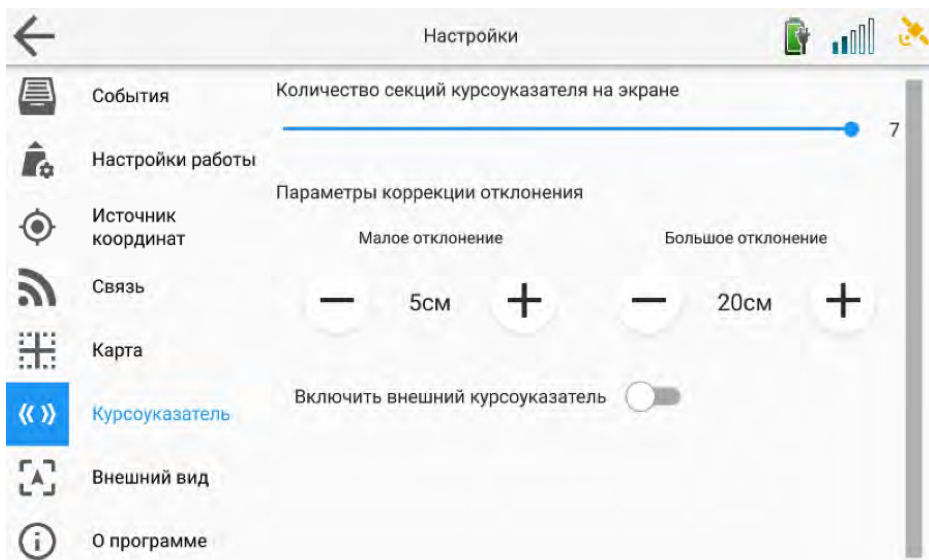 Настройки
События
Настройки работы
Источник
координат
Связь
Карта
Курсоуказатель
Внешний вид
О программе
Количество секций курсоуказателя на экране
7
Параметры коррекции отклонения
Малое отклонение
Большое отклонение
5см
20см
Включить внешний курсоуказатель